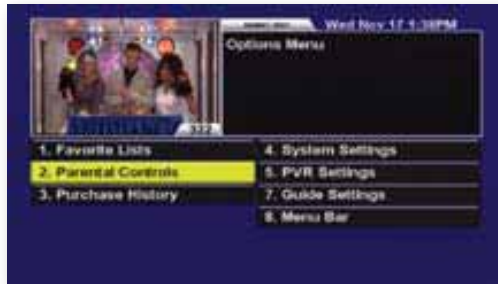 Wed Nov 17 1:38PM
Options Menu
1. Favorite Lists
2. Parental Controls
3. Purchase History
4. System Settings
5. PVR Settings
7. Guide Settings
8. Menu Bar